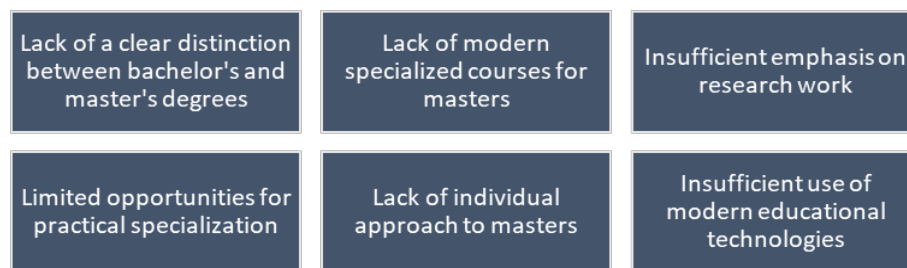 Lack of a clear distinction
between bachelor's and
master's degrees
Lack of modern
specialized courses for
masters
Insufficient emphasis on
research work
Limited opportunities for
practical specialization
Lack of individual
approach to masters
Insufficient use of
modern educational
technologies